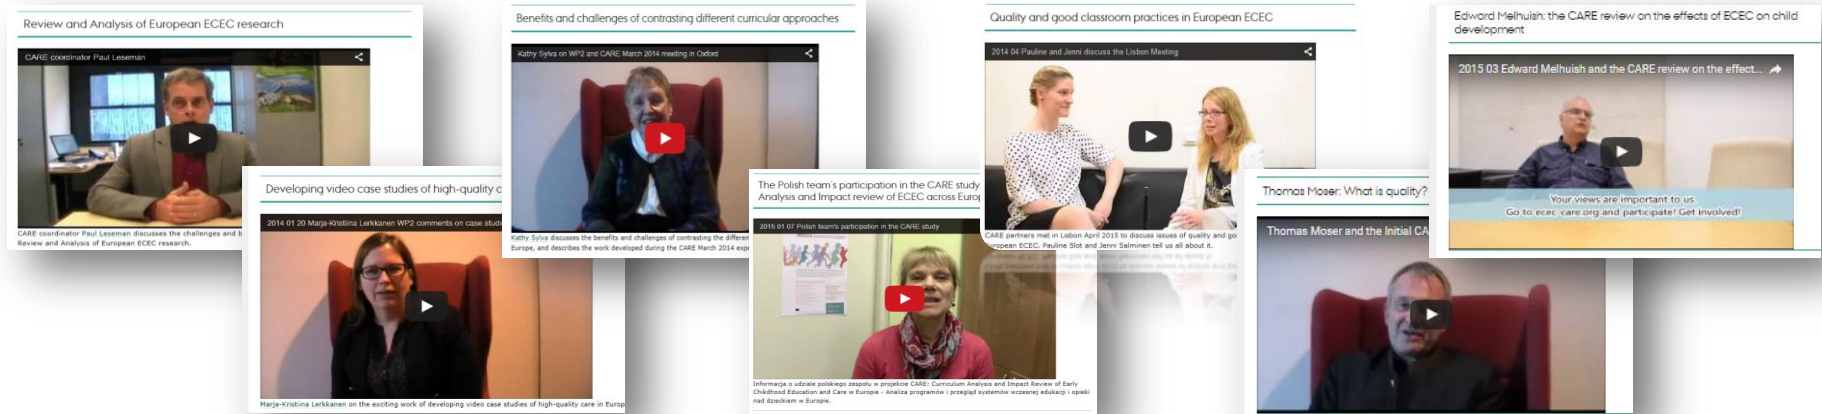 Review and Analysis of European ECEC research
CARE coordinator Paul Leseman
CARE coordinator Paul Leseman discusses the challenges and b
Review and Analysis of European ECEC research.
Developing video case studies of high-quality c
2014 01 20 Marja-Kristiina Lerkkanen WP2 comments on case studi
Marja-Kristiina Lerkkanen on the exciting work of developing video case studies of high-quality care in Europ
Benefits and challenges of contrasting different curricular approaches
Kathy Sylva on WP2 and CARE March 2014 meeting in Oxford
Kathy Sylva discusses the benefits and challenges of contrasting the differen
Europe, and describes the work developed during the CARE March 2014 expe
The Polish team's participation in the CARE study
Analysis and Impact review of ECEC across Europ
2015 01 07 Polish team's participation in the CARE study
Informacja o udziale polskiego zespołu w projekcie CARE: Curriculum Analysis and Impact Review of Early
Childhood Education and Care w Europie - Analiza programów i przegląd systemów wczesnej edukacji i opieki
nad dzieckiem w Europie.
Quality and good classroom practices in European ECEC
2014 04 Pauline and Jenni discuss the Lisbon Meeting
CARE partners met in Lisbon April 2015 to discuss issues of quality and go
uropean ECEC. Pauline Slot and Jenni Salminen tell us all about it.
Thomas Moser: What is quality?
Thomas Moser and the Initial CA
Edward Melhuish: the CARE review on the effects of ECEC on child
development
2015 03 Edward Melhuish and the CARE review on the effect...
Your views are important to us
Go to ecec-care.org and participate! Get involved!